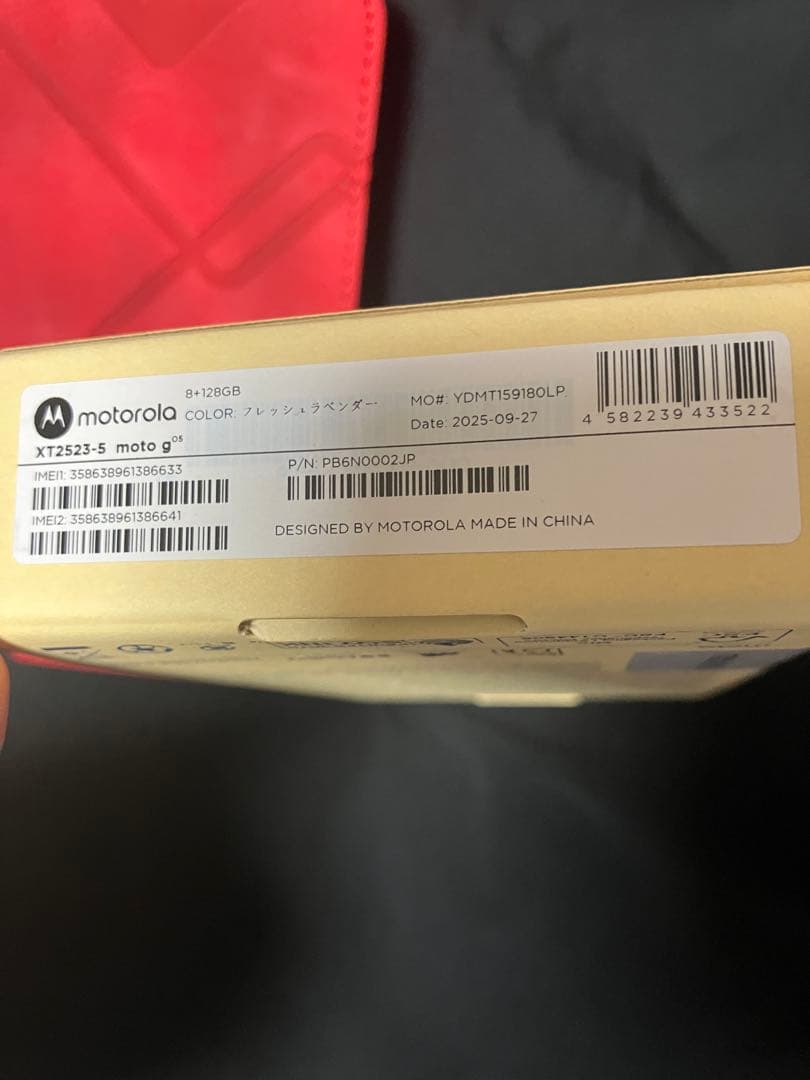 motorola
8+128GB
COLOR: フレッシュラベンダー
MO#: YDMT159180LP
Date: 2025-09-27
4 582239 433522
XT2523-5 moto g05
IMEI1: 358638961386633
IMEI2: 358638961386641
P/N: PB6N0002JP
DESIGNED BY MOTOROLA MADE IN CHINA